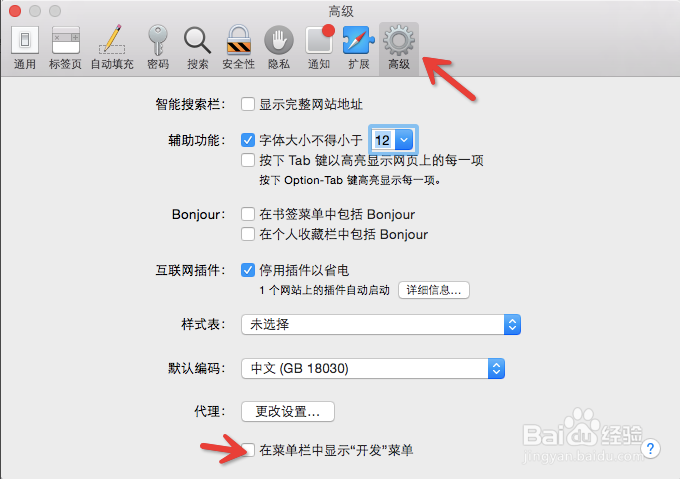 高级
通用 标签页 自动填充 密码 搜索 安全性 隐私 通知 扩展 高级
智能搜索栏: 显示完整网站地址
辅助功能: 字体大小不得小于 12
按下 Tab 键以高亮显示网页上的每一项
按下 Option-Tab 键高亮显示每一项。
Bonjour: 在书签菜单中包括 Bonjour
在个人收藏栏中包括 Bonjour
互联网插件: 停用插件以省电
1 个网站上的插件自动启动 详细信息...
样式表: 未选择
默认编码: 中文 (GB 18030)
代理: 更改设置...
在菜单栏中显示“开发”菜单
Baidu 经验
jingyan.baidu.com
?